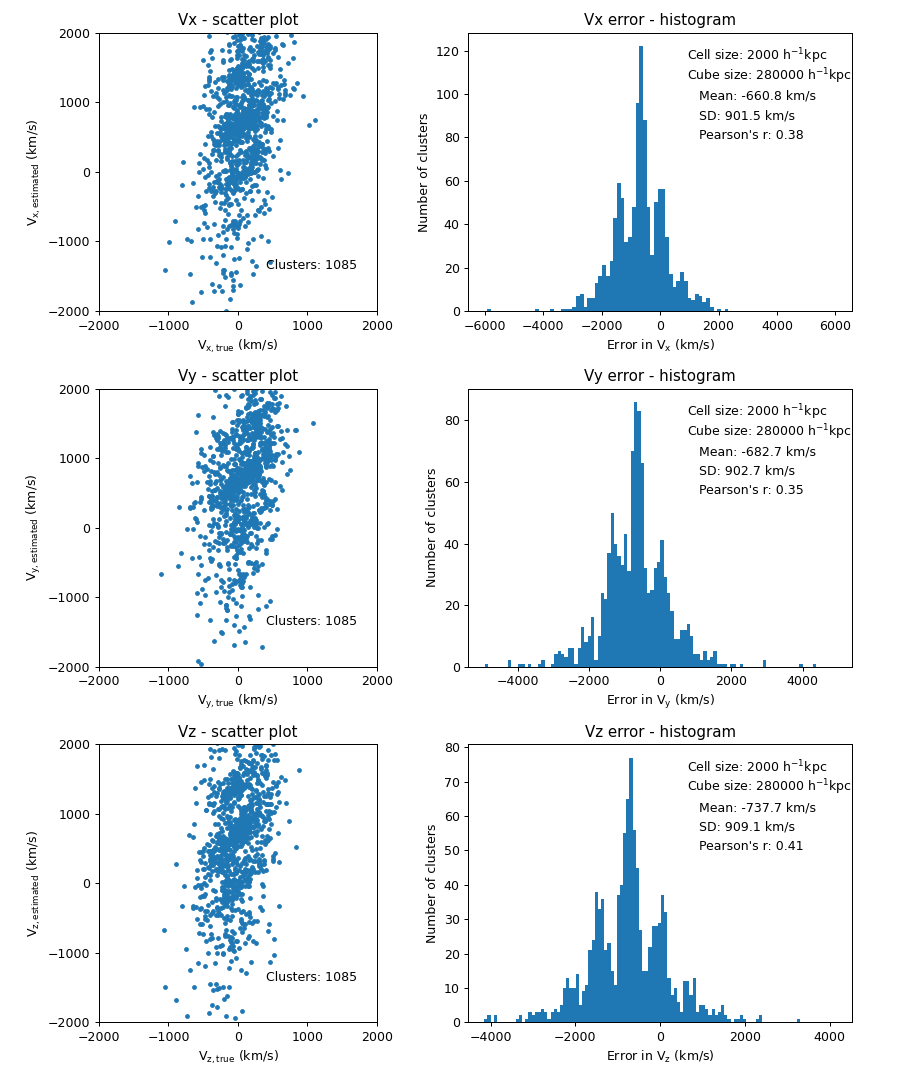 Vx - scatter plot
2000
1000
0
−1000
−2000
V_x, estimated (km/s)
Clusters: 1085
−2000 −1000 0 1000 2000
V_x, true (km/s)
Vx error - histogram
120
100
80
60
40
20
0
Number of clusters
Cell size: 2000 h⁻¹kpc
Cube size: 280000 h⁻¹kpc
Mean: -660.8 km/s
SD: 901.5 km/s
Pearson's r: 0.38
−6000 −4000 −2000 0 2000 4000 6000
Error in V_x (km/s)
Vy - scatter plot
2000
1000
0
−1000
−2000
V_y, estimated (km/s)
Clusters: 1085
−2000 −1000 0 1000 2000
V_y, true (km/s)
Vy error - histogram
80
60
40
20
0
Number of clusters
Cell size: 2000 h⁻¹kpc
Cube size: 280000 h⁻¹kpc
Mean: -682.7 km/s
SD: 902.7 km/s
Pearson's r: 0.35
−4000 −2000 0 2000 4000
Error in V_y (km/s)
Vz - scatter plot
2000
1000
0
−1000
−2000
V_z, estimated (km/s)
Clusters: 1085
−2000 −1000 0 1000 2000
V_z, true (km/s)
Vz error - histogram
80
70
60
50
40
30
20
10
0
Number of clusters
Cell size: 2000 h⁻¹kpc
Cube size: 280000 h⁻¹kpc
Mean: -737.7 km/s
SD: 909.1 km/s
Pearson's r: 0.41
−4000 −2000 0 2000 4000
Error in V_z (km/s)